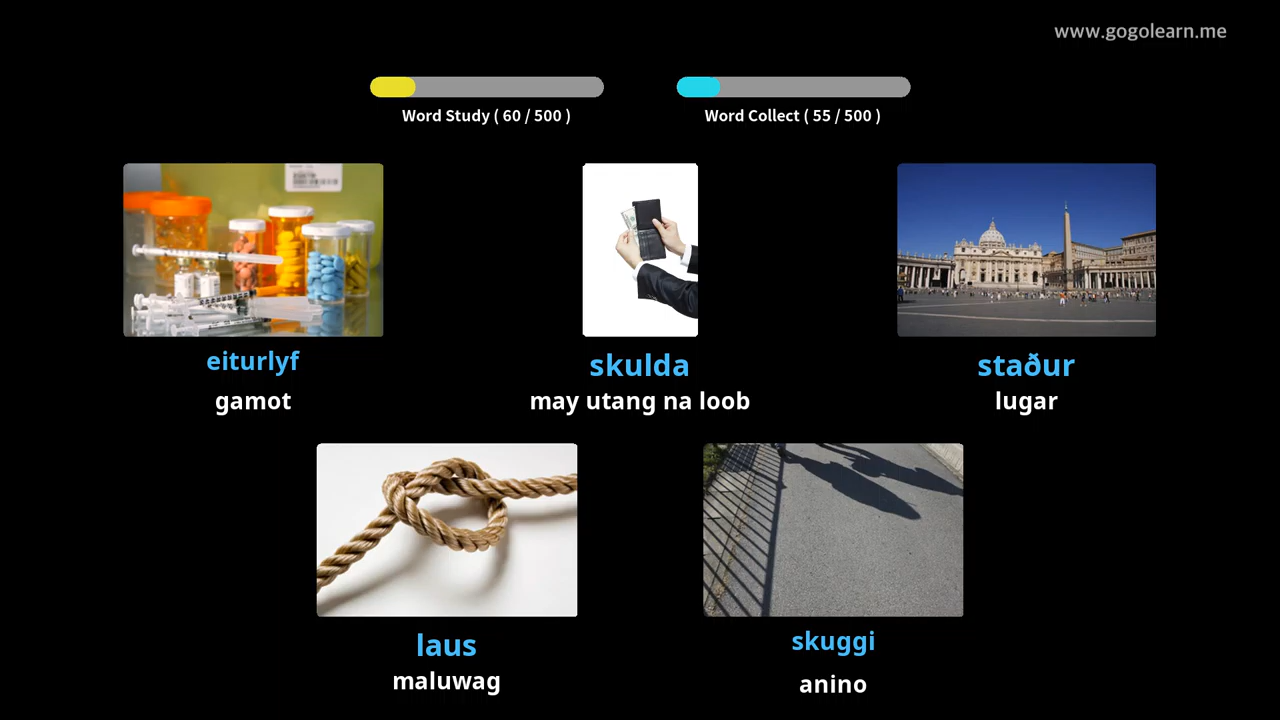 www.gogolearn.me
Word Study ( 60 / 500 )
Word Collect ( 55 / 500 )
eiturlyf
gamot
skulda
may utang na loob
staður
lugar
laus
maluwag
skuggi
anino